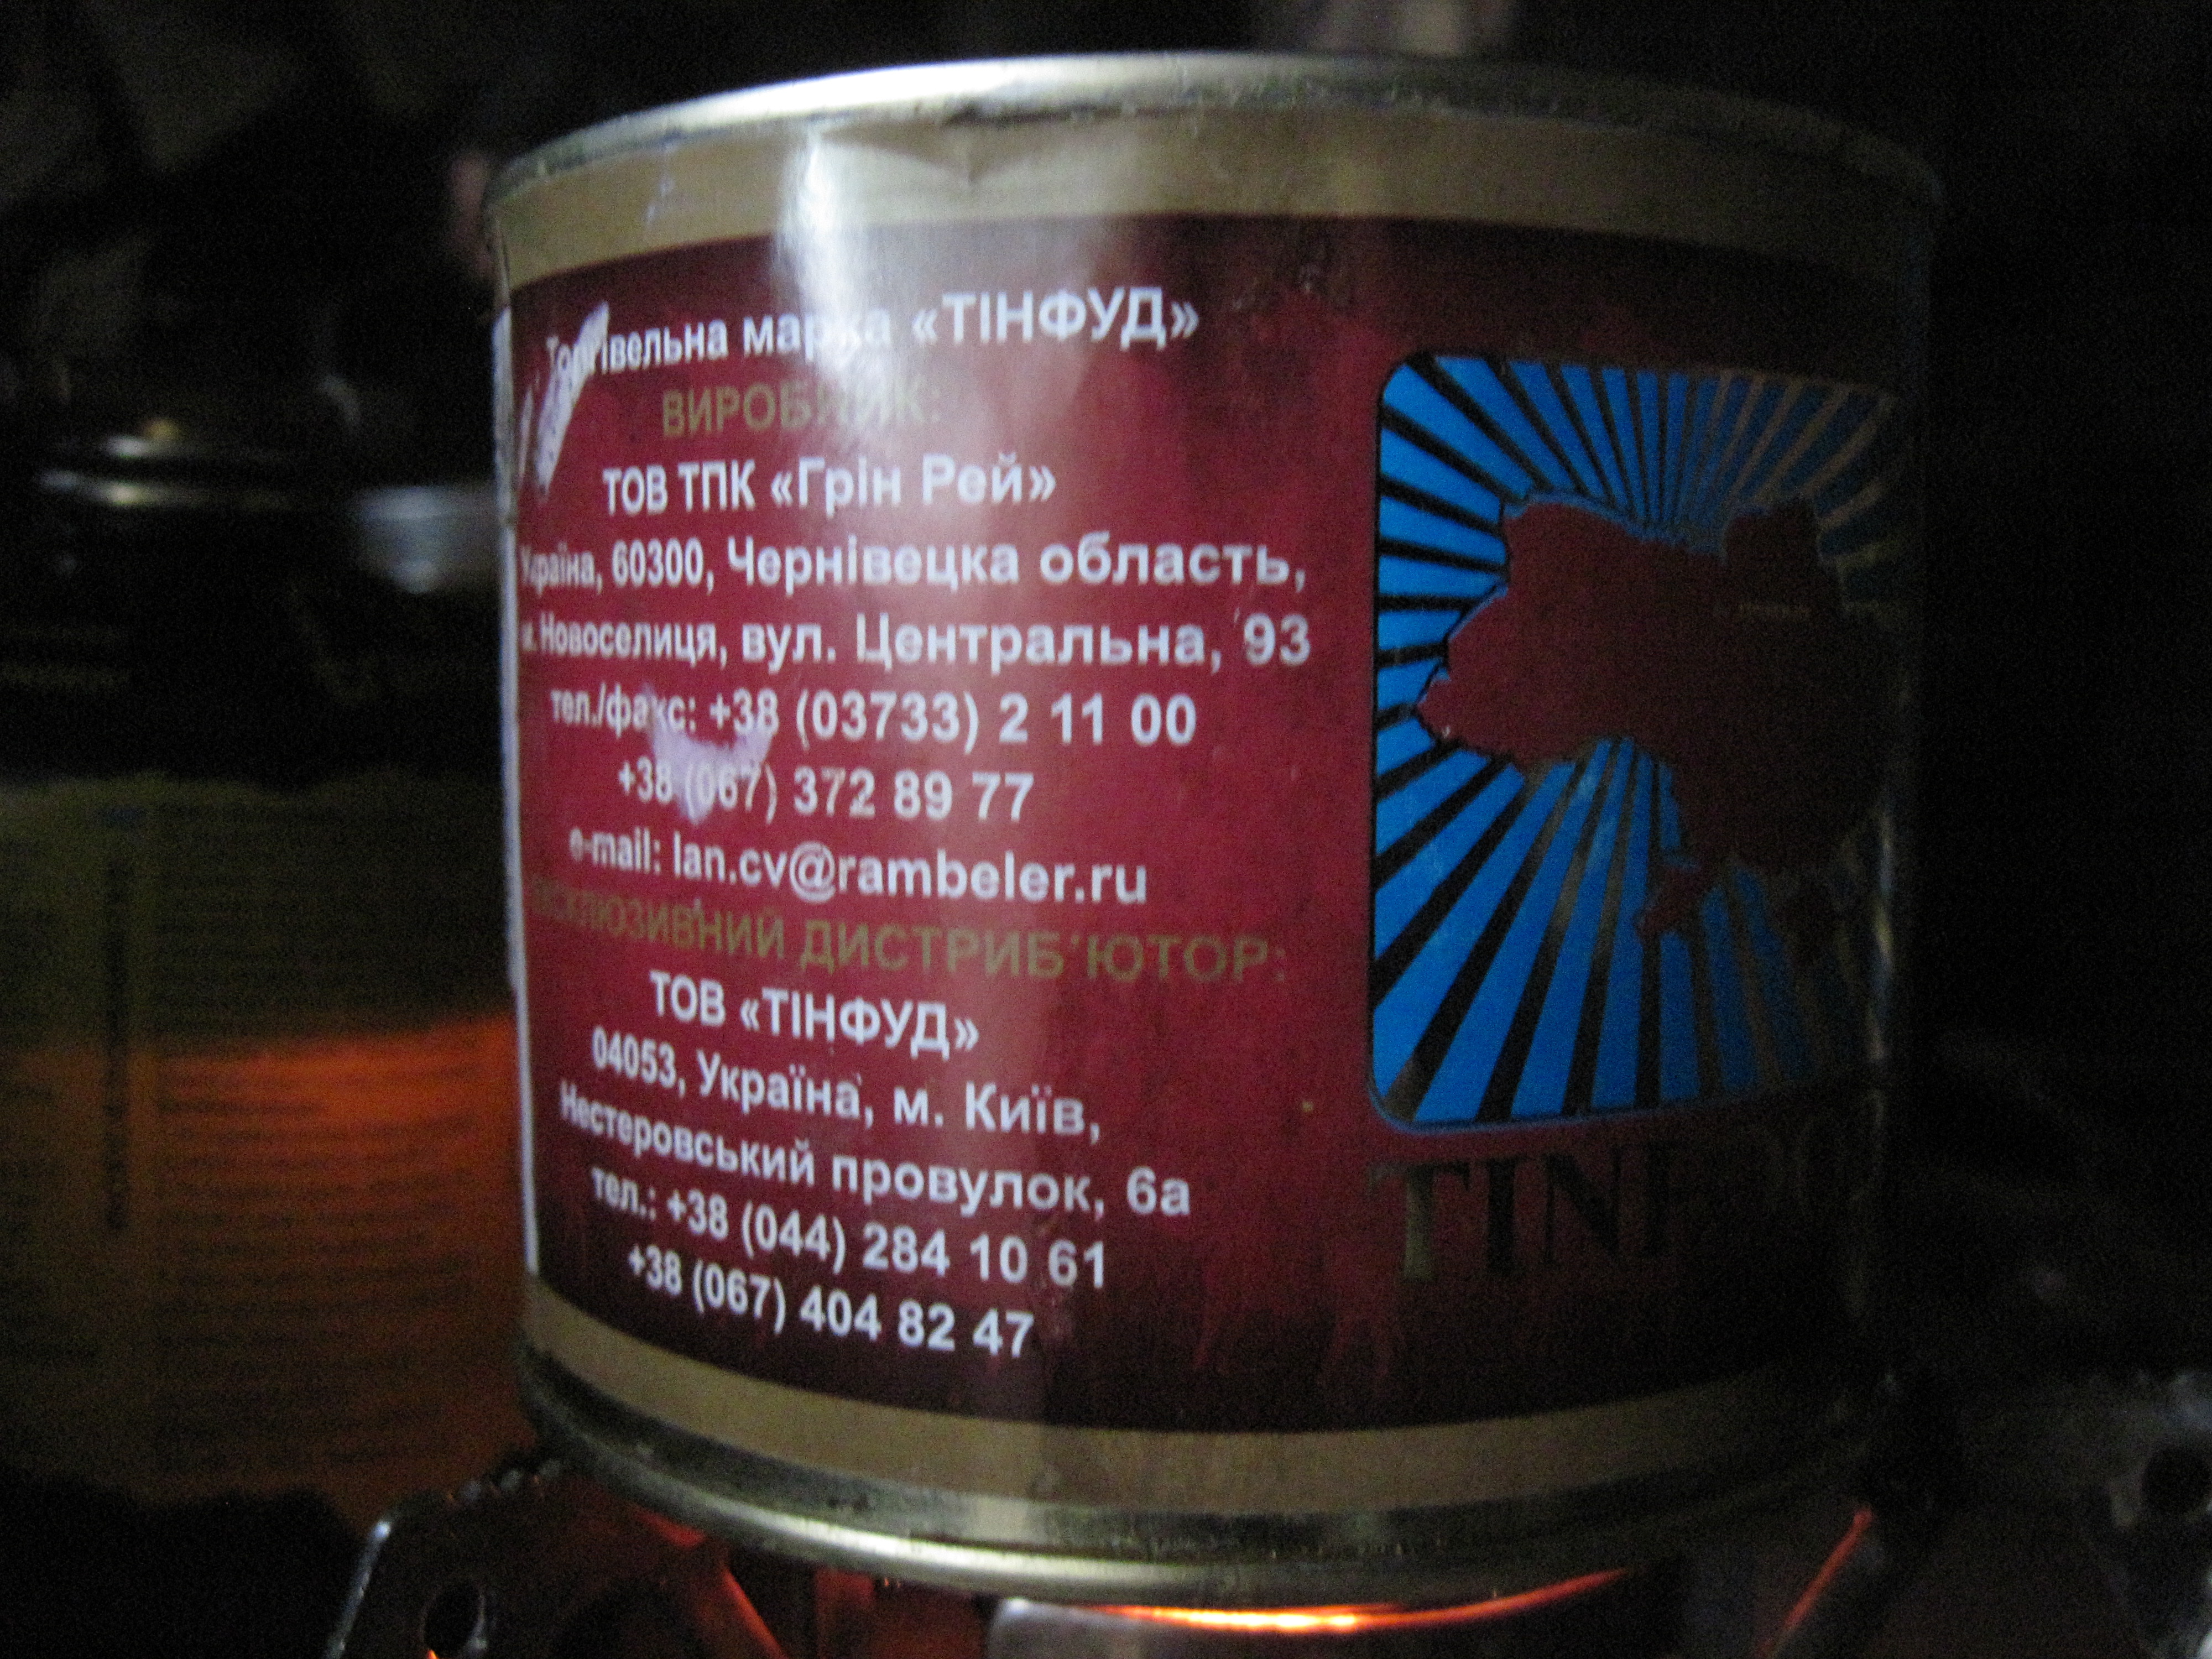 Торгівельна марка «ТІНФУД»
ВИРОБНИК:
ТОВ ТПК «Грін Рей»
Україна, 60300, Чернівецка область,
м. Новоселиця, вул. Центральна, 93
тел./факс: +38 (03733) 2 11 00
+38 (067) 372 89 77
e-mail: lan.cv@rambeler.ru
ДИСТРИБ'ЮТОР:
ТОВ «ТІНФУД»
04053, Україна, м. Київ,
Нестеровський провулок, 6а
тел.: +38 (044) 284 10 61
+38 (067) 404 82 47